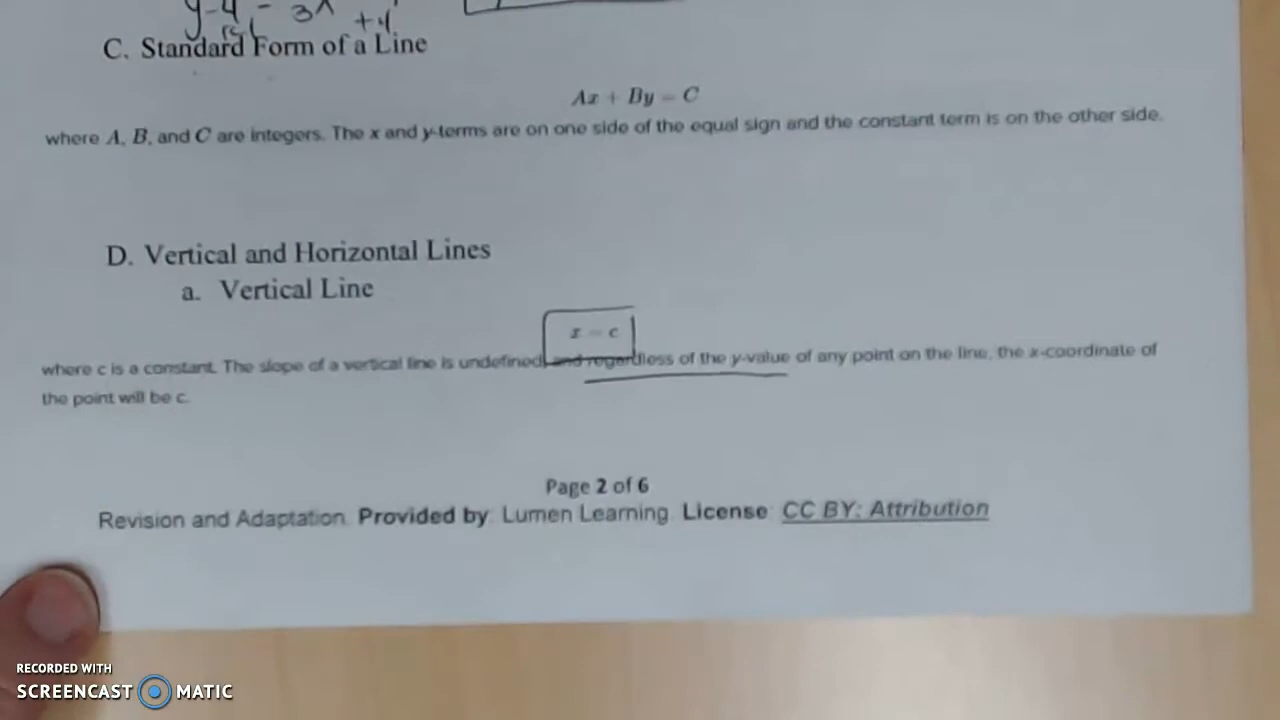 y-4 = 3x
+4
C. Standard Form of a Line
Ax + By = C
where A, B, and C are integers. The x and y-terms are on one side of the equal sign and the constant term is on the other side.
D. Vertical and Horizontal Lines
a. Vertical Line
x = c
where c is a constant. The slope of a vertical line is undefined, and regardless of the y-value of any point on the line, the x-coordinate of
the point will be c.
Page 2 of 6
Revision and Adaptation. Provided by: Lumen Learning. License: CC BY: Attribution
RECORDED WITH
SCREENCAST MATIC